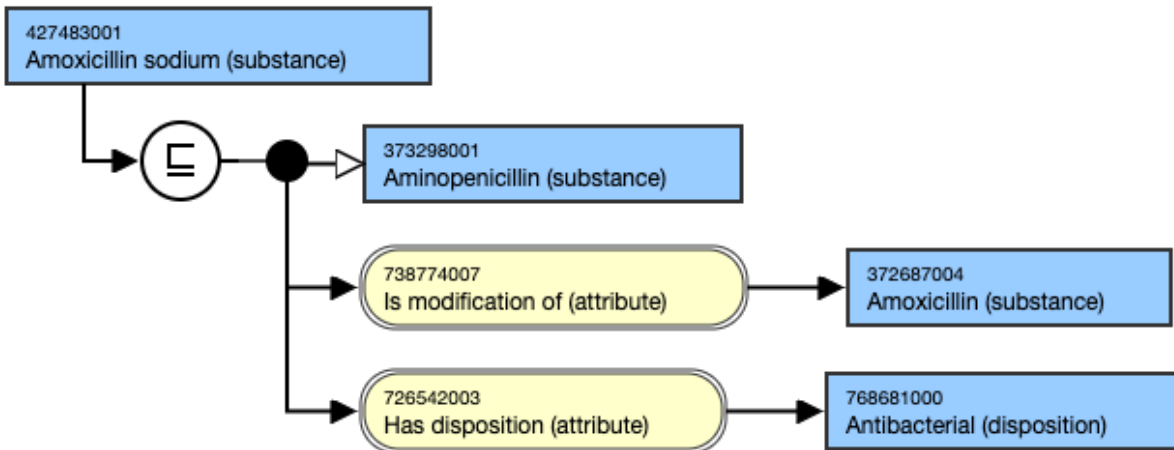 427483001
Amoxicillin sodium (substance)
⊑
373298001
Aminopenicillin (substance)
738774007
Is modification of (attribute)
372687004
Amoxicillin (substance)
726542003
Has disposition (attribute)
768681000
Antibacterial (disposition)